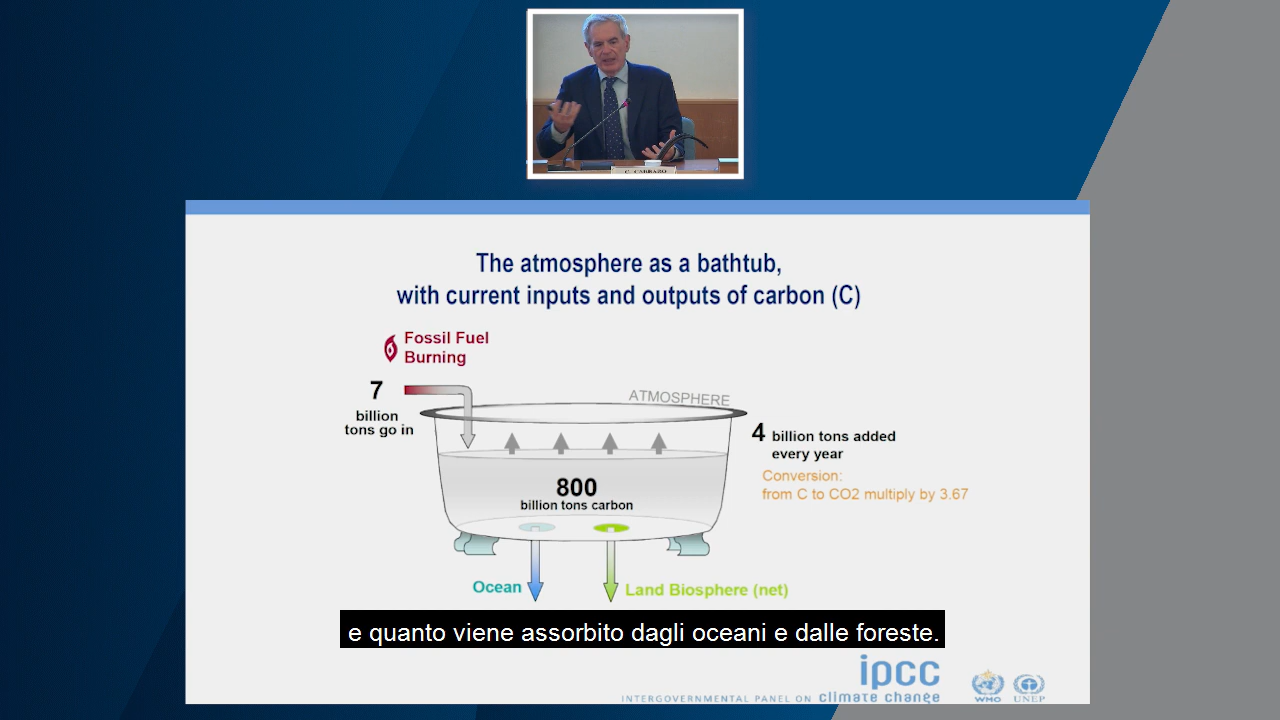 C. CARRARO
The atmosphere as a bathtub,
with current inputs and outputs of carbon (C)
Fossil Fuel
Burning
7
billion
tons go in
ATMOSPHERE
4 billion tons added
every year
Conversion:
from C to CO2 multiply by 3.67
800
billion tons carbon
Ocean
Land Biosphere (net)
e quanto viene assorbito dagli oceani e dalle foreste.
ipcc
INTERGOVERNMENTAL PANEL ON climate change
WMO
UNEP